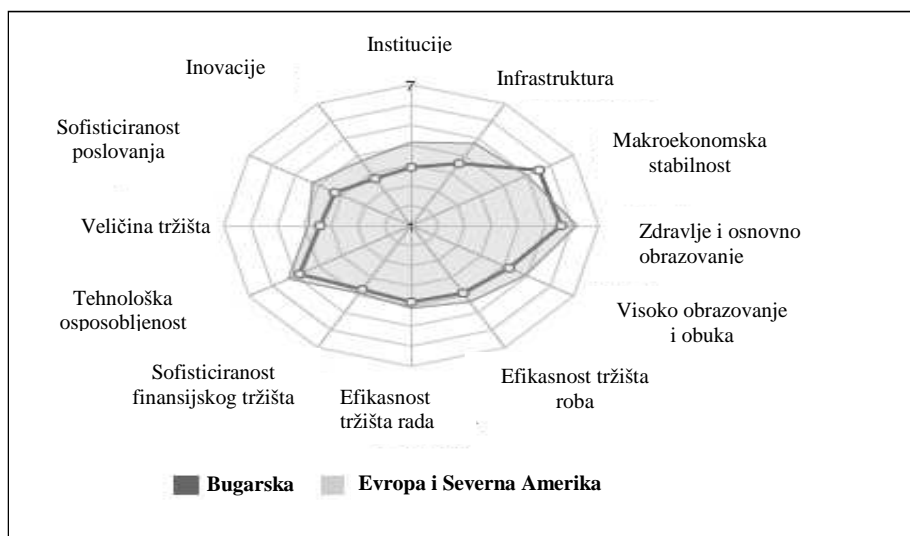 Institucije
7
Inovacije
Infrastruktura
Sofisticiranost
poslovanja
Makroekonomska
stabilnost
Veličina tržišta
Zdravlje i osnovno
obrazovanje
Tehnološka
osposobljenost
Visoko obrazovanje
i obuka
Sofisticiranost
finansijskog tržišta
Efikasnost
tržišta rada
Efikasnost tržišta
roba
Bugarska
Evropa i Severna Amerika